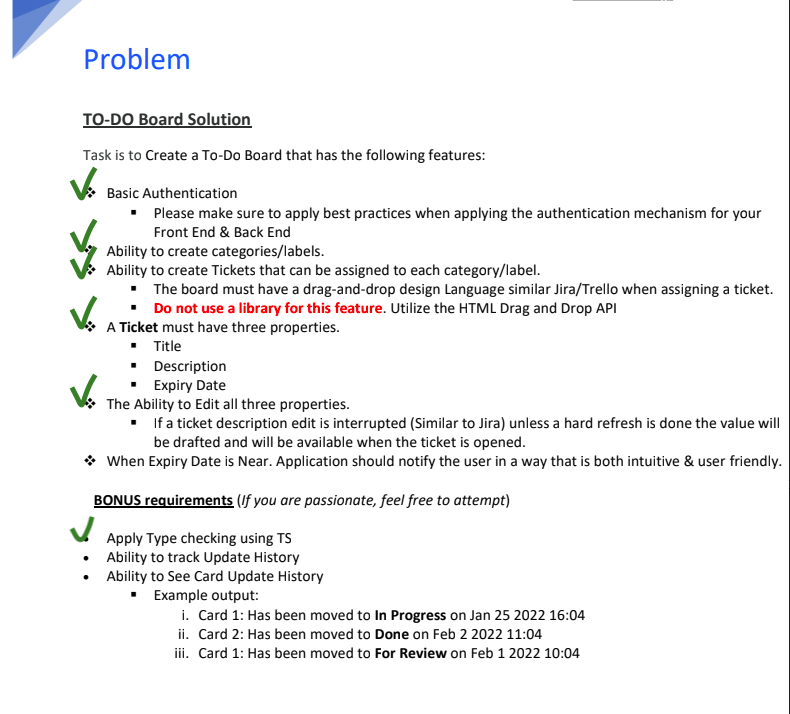 Problem
TO-DO Board Solution
Task is to Create a To-Do Board that has the following features:
❖ Basic Authentication
▪ Please make sure to apply best practices when applying the authentication mechanism for your
Front End & Back End
❖ Ability to create categories/labels.
❖ Ability to create Tickets that can be assigned to each category/label.
▪ The board must have a drag-and-drop design Language similar Jira/Trello when assigning a ticket.
▪ Do not use a library for this feature. Utilize the HTML Drag and Drop API
❖ A Ticket must have three properties.
▪ Title
▪ Description
▪ Expiry Date
❖ The Ability to Edit all three properties.
▪ If a ticket description edit is interrupted (Similar to Jira) unless a hard refresh is done the value will
be drafted and will be available when the ticket is opened.
❖ When Expiry Date is Near. Application should notify the user in a way that is both intuitive & user friendly.
BONUS requirements (If you are passionate, feel free to attempt)
• Apply Type checking using TS
• Ability to track Update History
• Ability to See Card Update History
▪ Example output:
i. Card 1: Has been moved to In Progress on Jan 25 2022 16:04
ii. Card 2: Has been moved to Done on Feb 2 2022 11:04
iii. Card 1: Has been moved to For Review on Feb 1 2022 10:04